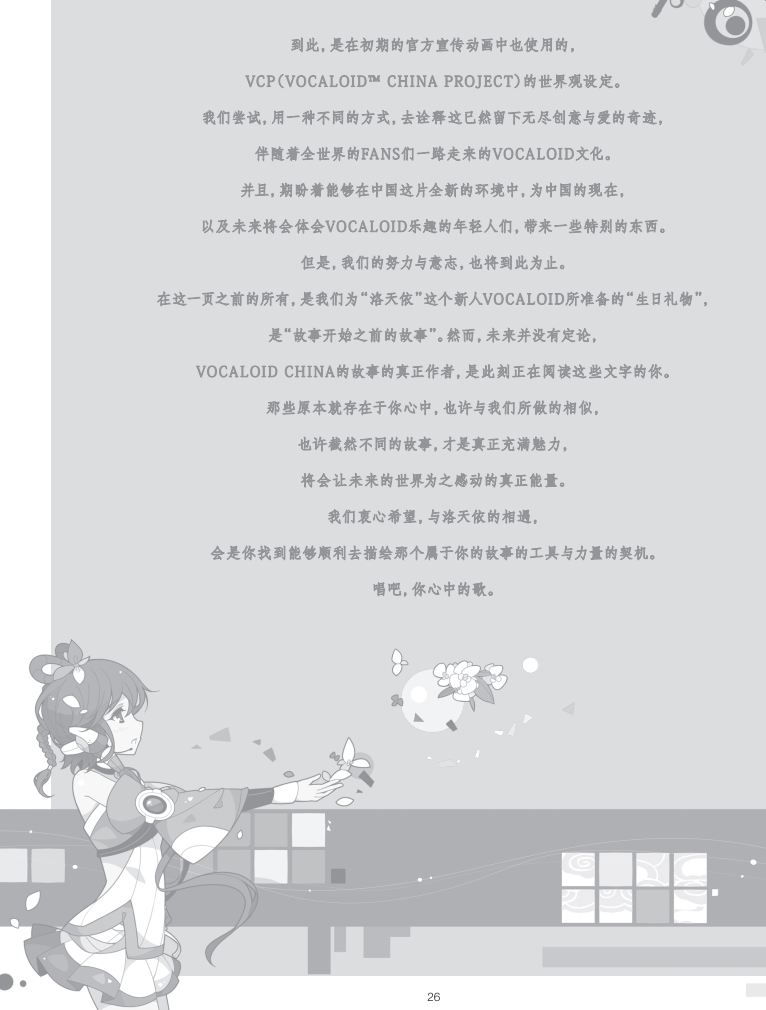 到此，是在初期的官方宣传动画中也使用的，
VCP（VOCALOID™ CHINA PROJECT）的世界观设定。
我们尝试，用一种不同的方式，去诠释这已然留下无尽创意与爱的奇迹，
伴随着全世界的FANS们一路走来的VOCALOID文化。
并且，期盼着能够在中国这片全新的环境中，为中国的现在，
以及未来将会体会VOCALOID乐趣的年轻人们，带来一些特别的东西。
但是，我们的努力与意志，也将到此为止。
在这一页之前的所有，是我们为“洛天依”这个新人VOCALOID所准备的“生日礼物”，
是“故事开始之前的故事”。然而，未来并没有定论，
VOCALOID CHINA的故事的真正作者，是此刻正在阅读这些文字的你。
那些原本就存在于你心中，也许与我们所做的相似，
也许截然不同的故事，才是真正充满魅力，
将会让未来的世界为之感动的真正能量。
我们衷心希望，与洛天依的相遇，
会是你找到能够顺利去描绘那个属于你的故事的工具与力量的契机。
唱吧，你心中的歌。
26